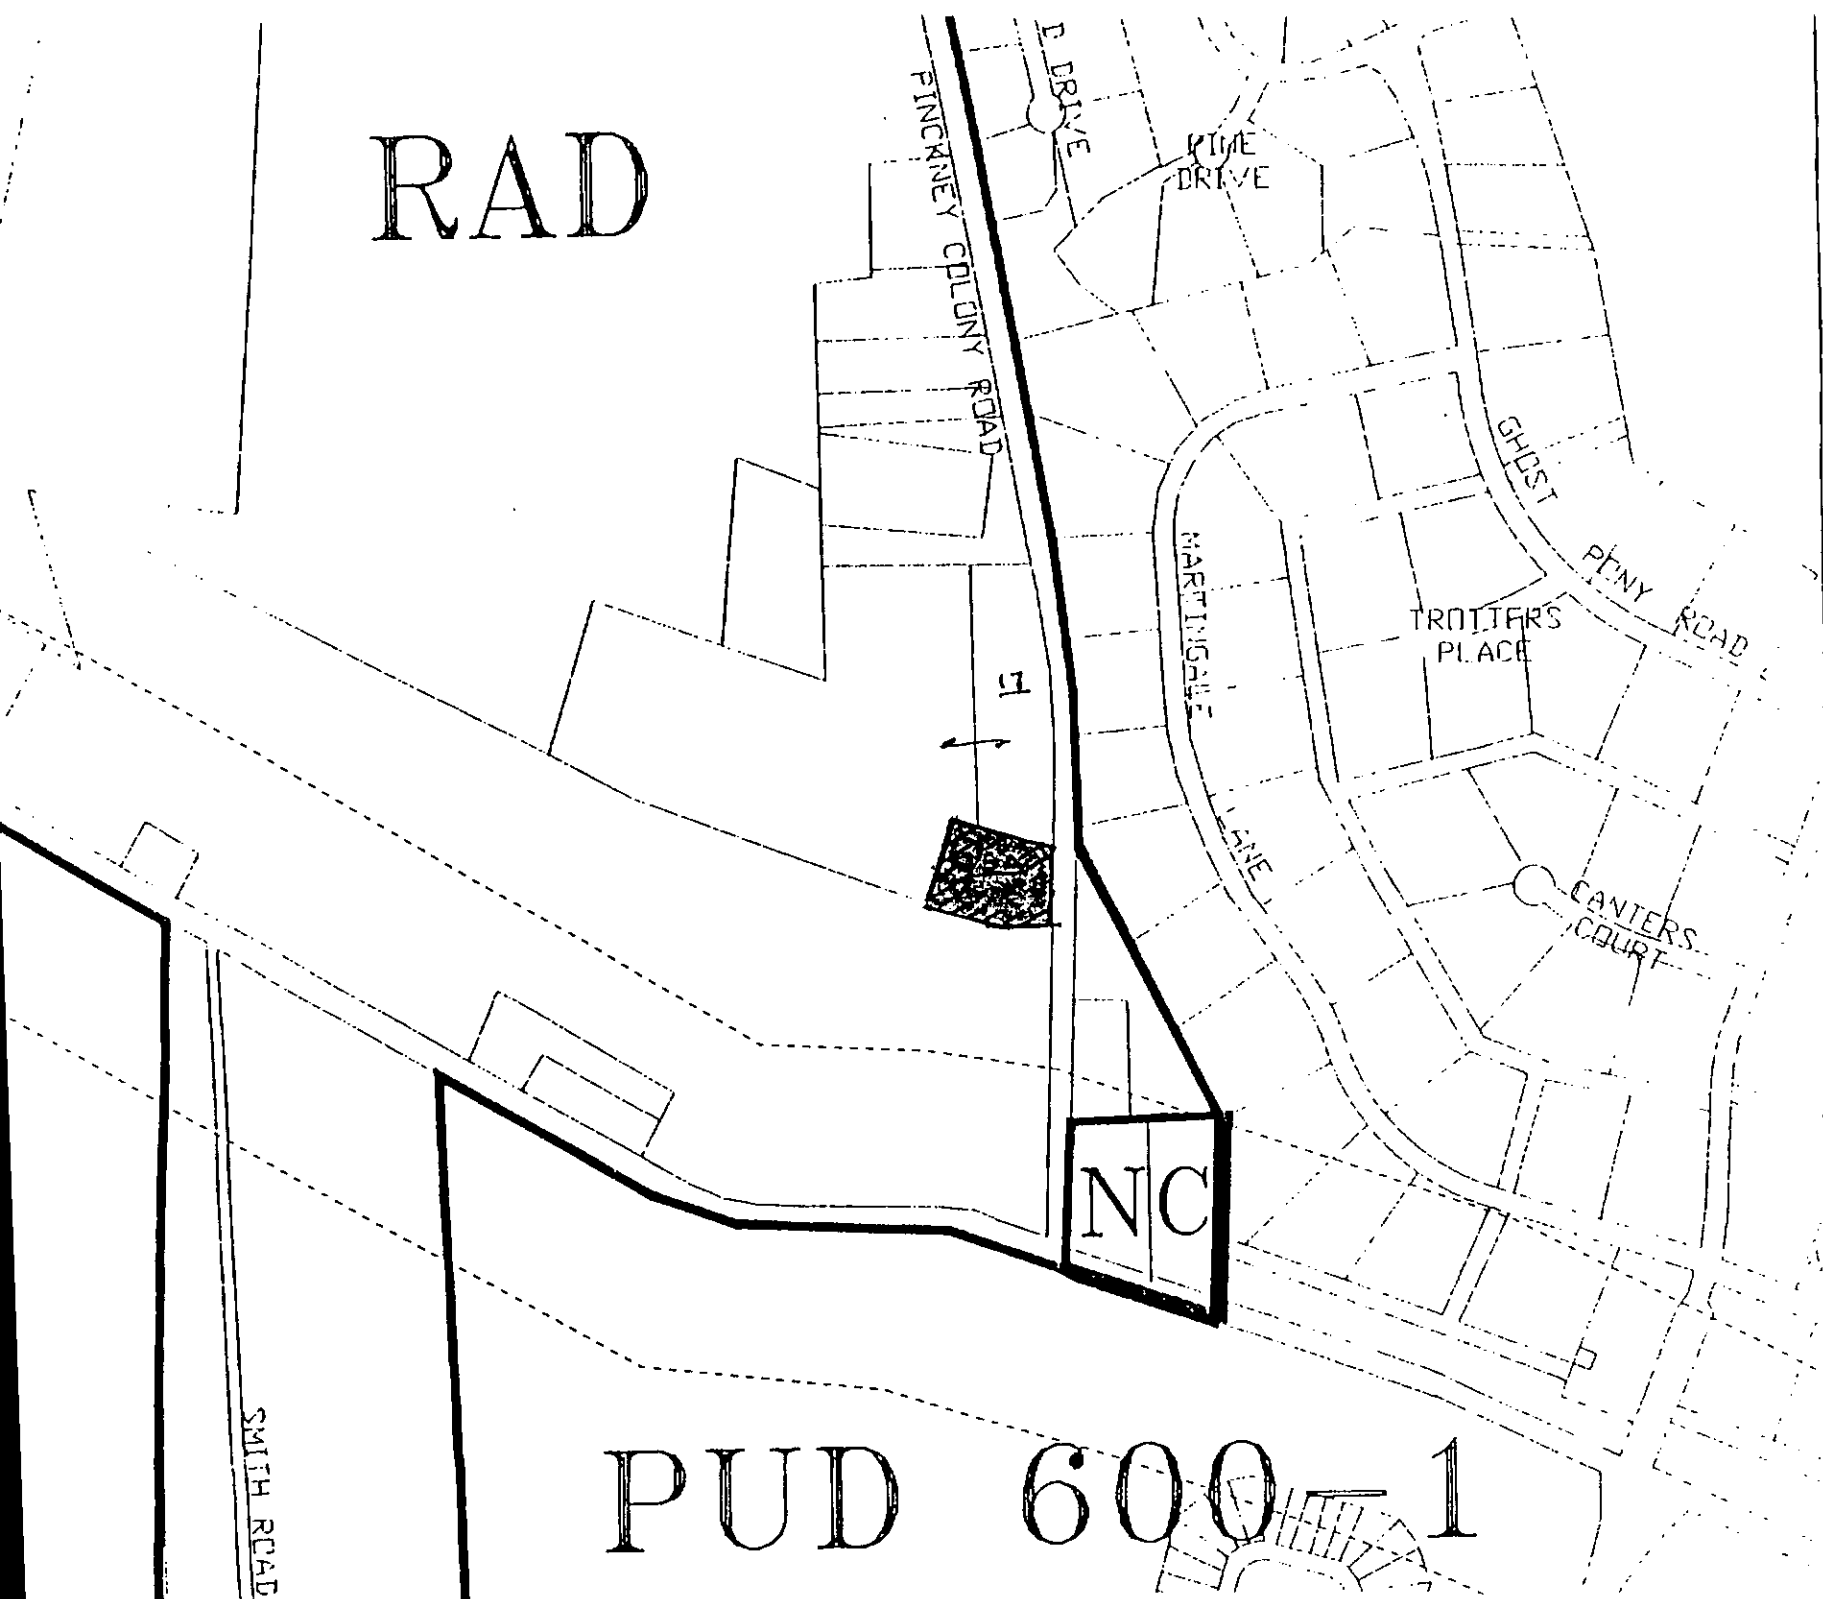 RAD
PINCKNEY COLONY ROAD
D DRIVE
PINE
DRIVE
GHOST PONY ROAD
MARTINGALE LANE
TROTTERS
PLACE
17
CANTERS
COURT
NC
SMITH ROAD
PUD 600-1